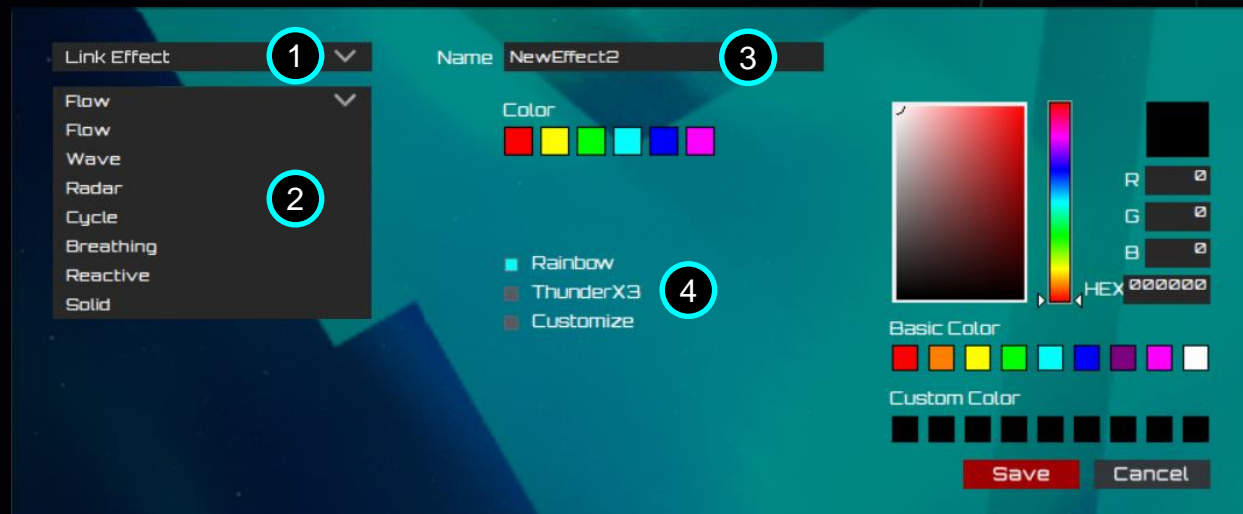 Link Effect
1
Name NewEffect2
3
Flow
Flow
Wave
Radar
Cycle
Breathing
Reactive
Solid
2
Color
Rainbow
ThunderX3
Customize
4
R 0
G 0
B 0
HEX 000000
Basic Color
Custom Color
Save Cancel